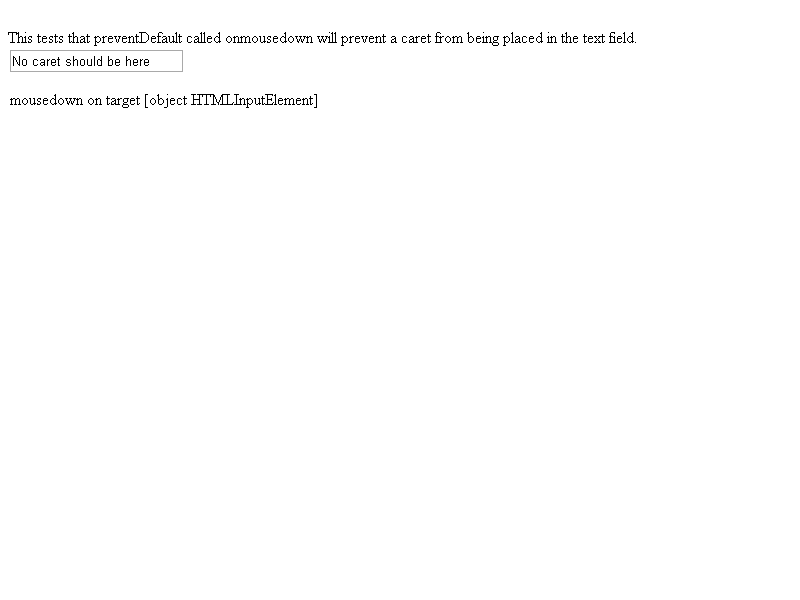 This tests that preventDefault called onmousedown will prevent a caret from being placed in the text field.
No caret should be here
mousedown on target [object HTMLInputElement]